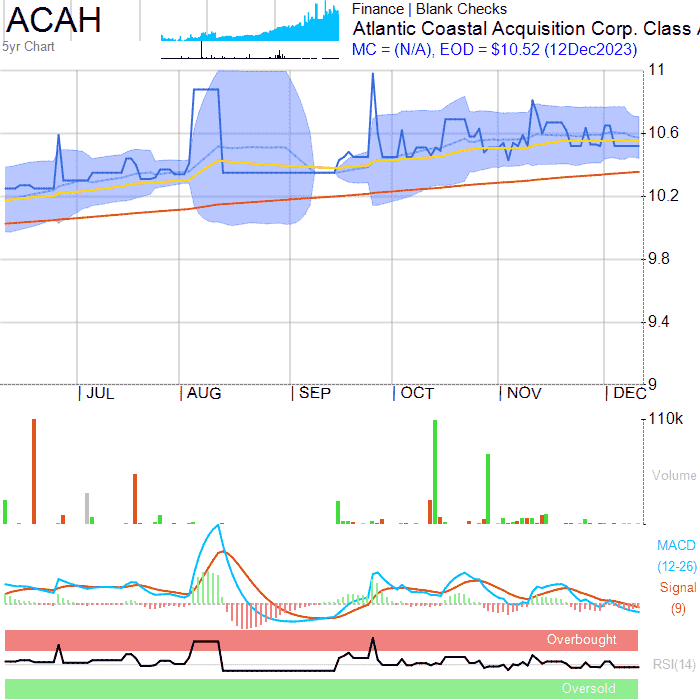 ACAH
5yr Chart
Finance | Blank Checks
Atlantic Coastal Acquisition Corp. Class
MC = (N/A), EOD = $10.52 (12Dec2023)
11
10.6
10.2
9.8
9.4
9
| JUL | AUG | SEP | OCT | NOV | DEC
110k
Volume
MACD
(12-26)
Signal
(9)
Overbought
RSI(14)
Oversold